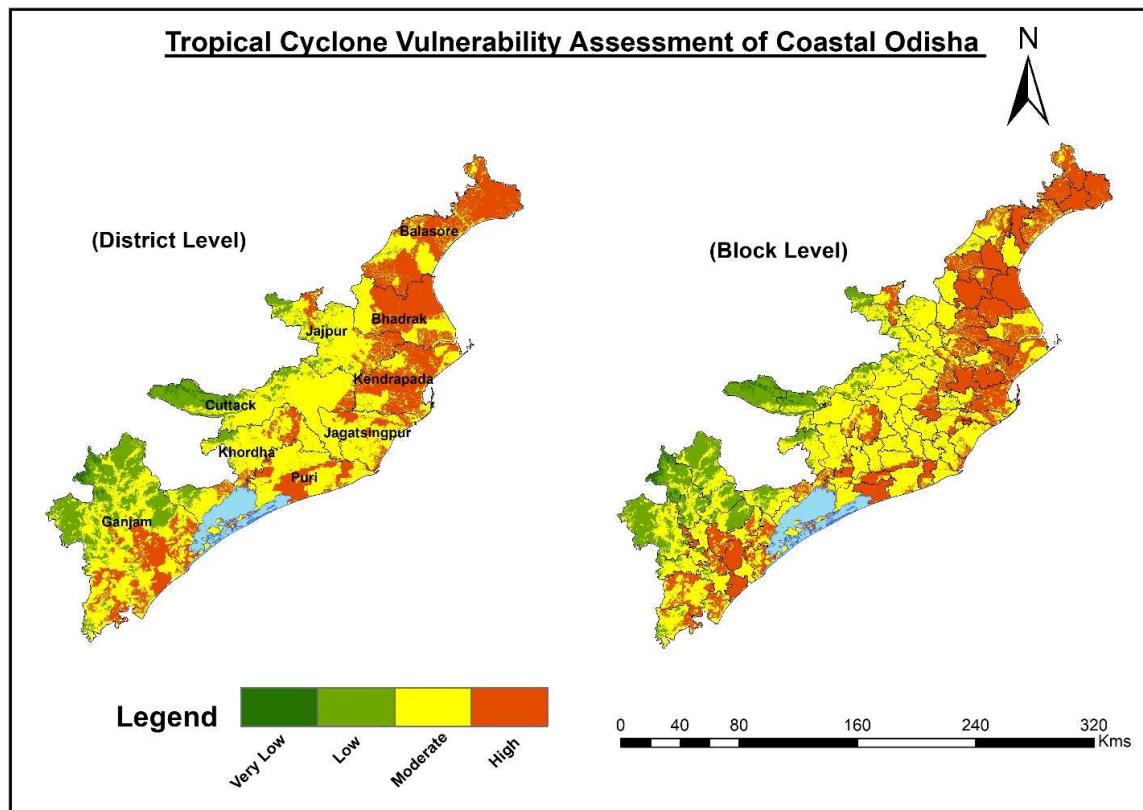 Tropical Cyclone Vulnerability Assessment of Coastal Odisha
N
(District Level)
Balasore
Bhadrak
Jajpur
Kendrapada
Cuttack
Jagatsingpur
Khordha
Puri
Ganjam
(Block Level)
Legend
Very Low
Low
Moderate
High
0 40 80 160 240 320
Kms